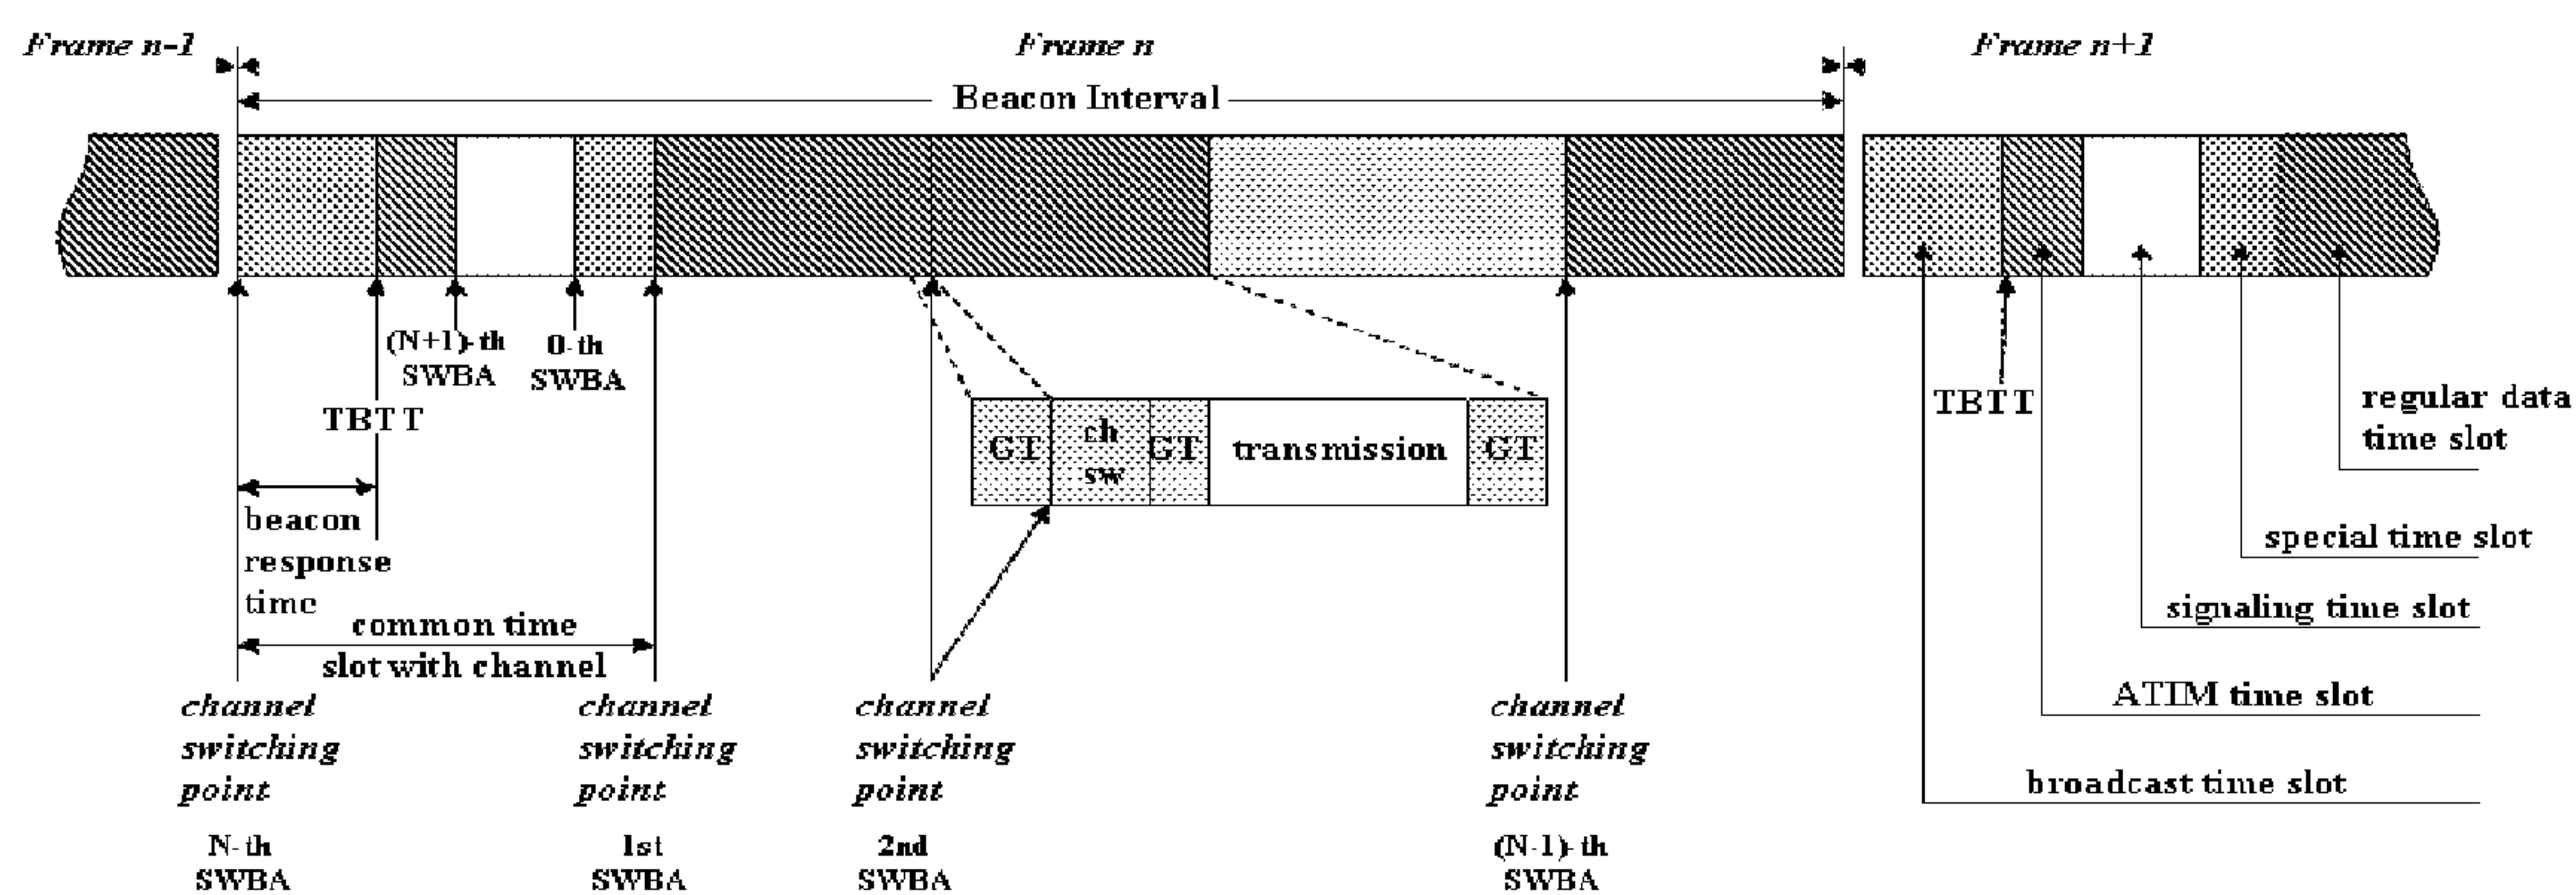 Frame n-1
Frame n
Frame n+1
Beacon Interval
(N+1)-th
SWBA
0-th
SWBA
TBTT
TBTT
GT
ch
sw
GT
transmission
GT
regular data
time slot
beacon
response
time
special time slot
signaling time slot
common time
slot with channel
ATIM time slot
channel
switching
point
channel
switching
point
channel
switching
point
channel
switching
point
broadcast time slot
N-th
SWBA
1st
SWBA
2nd
SWBA
(N-1)-th
SWBA